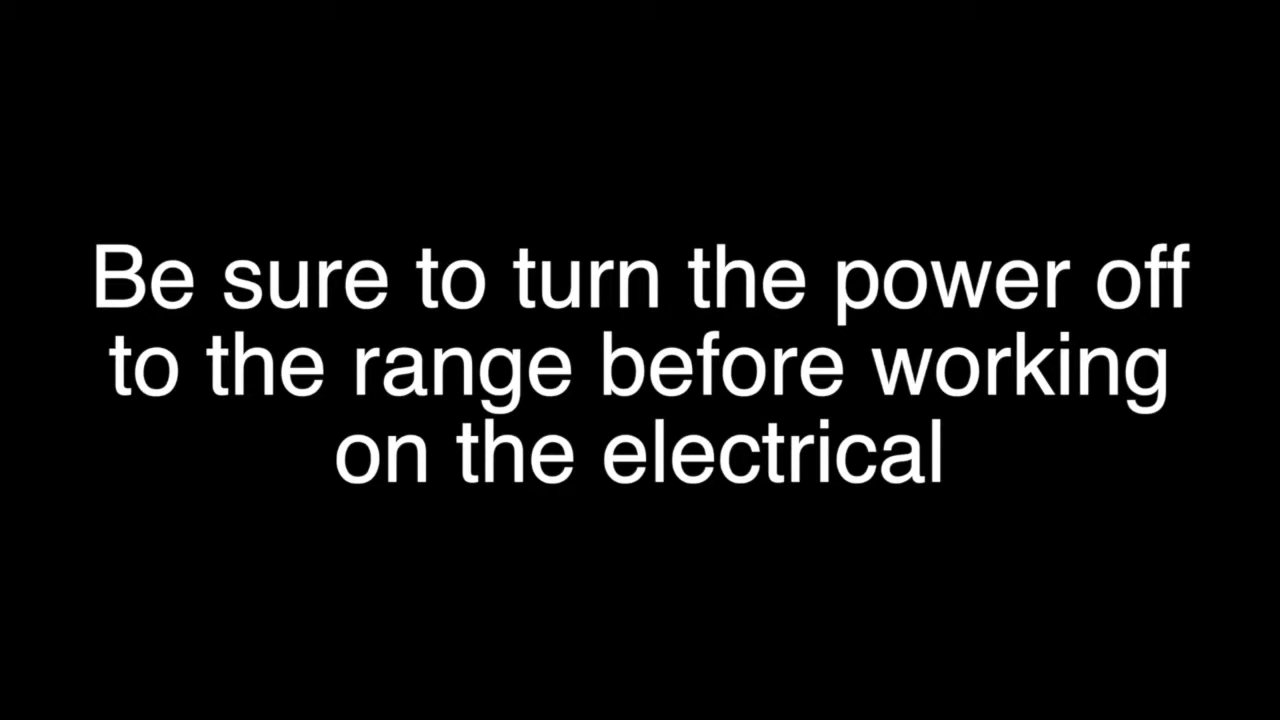 Be sure to turn the power off
to the range before working
on the electrical